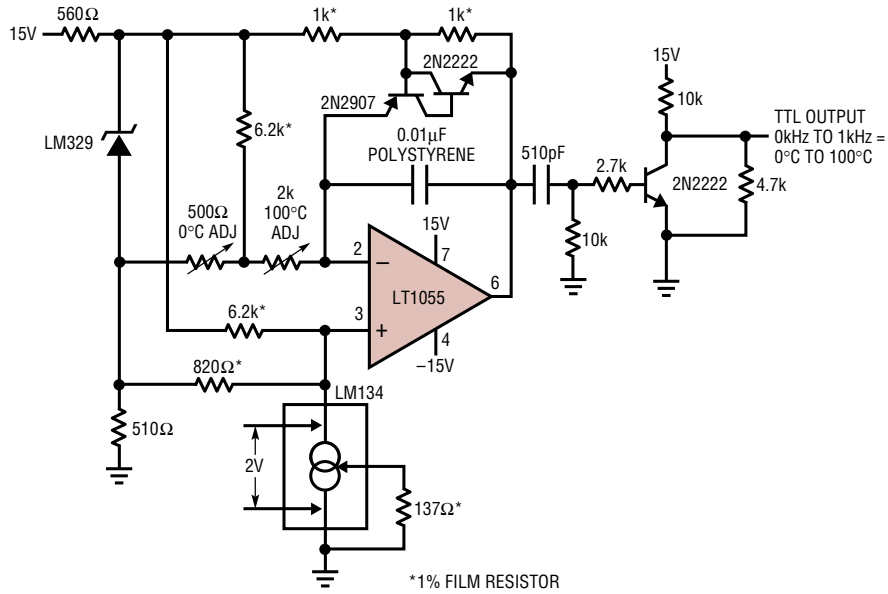 560Ω
15V
1k*
1k*
2N2222
15V
10k
2N2907
6.2k*
LM329
0.01µF
POLYSTYRENE
510pF
TTL OUTPUT
0kHz TO 1kHz =
0°C TO 100°C
2.7k
2N2222
4.7k
500Ω
0°C ADJ
2k
100°C
ADJ
15V
10k
2
7
−
LT1055
6
3
+
6.2k*
4
−15V
820Ω*
LM134
510Ω
2V
137Ω*
*1% FILM RESISTOR